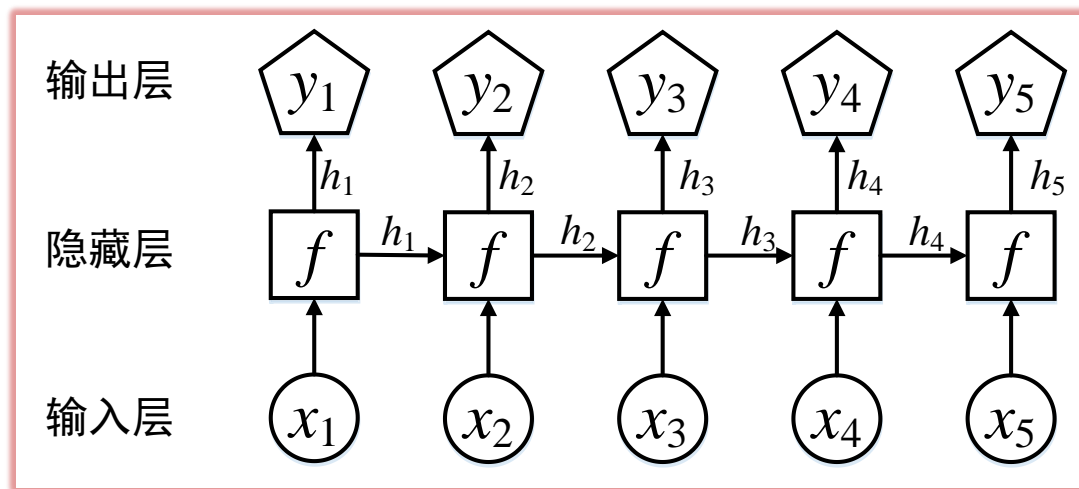 输出层 y₁ y₂ y₃ y₄ y₅
h₁ h₂ h₃ h₄ h₅
隐藏层 f h₁ f h₂ f h₃ f h₄ f
输入层 x₁ x₂ x₃ x₄ x₅